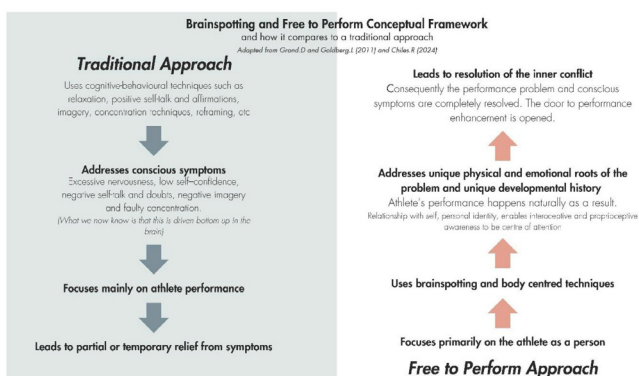 Brainspotting and Free to Perform Conceptual Framework
and how it compares to a traditional approach
Adapted from Grand.D and Goldberg.L (2011) and Chiles.R (2024)
Traditional Approach
Uses cognitive-behavioural techniques such as
relaxation, positive self-talk and affirmations,
imagery, concentration techniques, reframing, etc
Addresses conscious symptoms
Excessive nervousness, low self-confidence,
negative self-talk and doubts, negative imagery
and faulty concentration.
(What we now know is that this is driven bottom up in the
brain)
Focuses mainly on athlete performance
Leads to partial or temporary relief from symptoms
Leads to resolution of the inner conflict
Consequently the performance problem and conscious
symptoms are completely resolved. The door to performance
enhancement is opened.
Addresses unique physical and emotional roots of the
problem and unique developmental history
Athlete's performance happens naturally as a result.
Relationship with self, personal identity, enables interoceptive and proprioceptive
awareness to be centre of attention
Uses brainspotting and body centred techniques
Focuses primarily on the athlete as a person
Free to Perform Approach